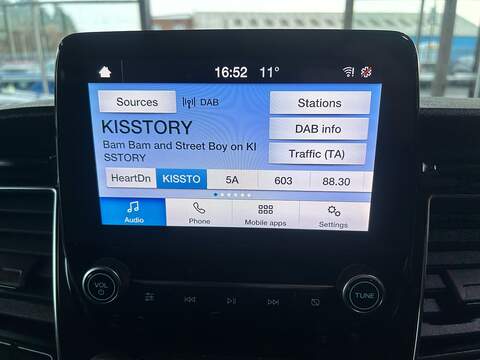 16:52 11°
Sources DAB Stations
KISSTORY
DAB info
Bam Bam and Street Boy on KI
SSTORY
Traffic (TA)
HeartDn KISSTO 5A 603 88.30
Audio Phone Mobile apps Settings
VOL TUNE